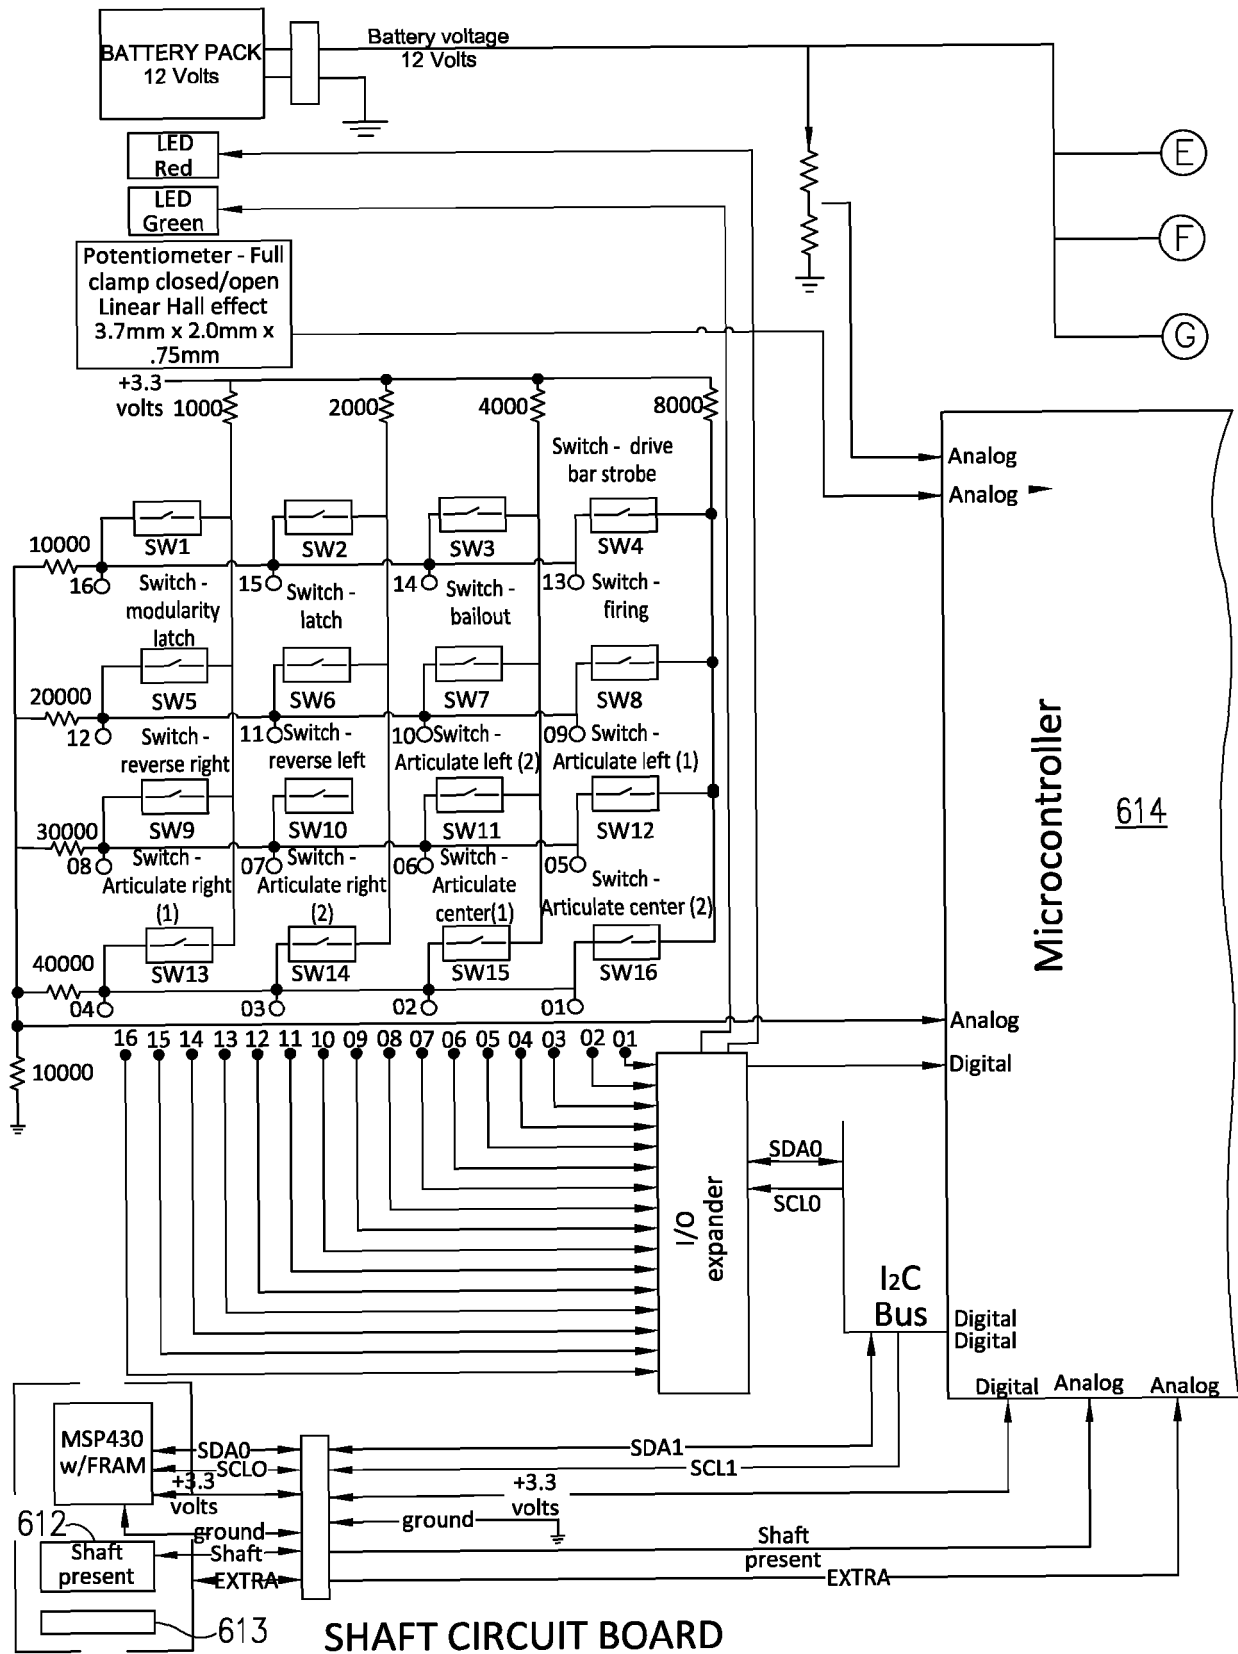 BATTERY PACK
12 Volts
Battery voltage
12 Volts
LED
Red
LED
Green
Potentiometer - Full
clamp closed/open
Linear Hall effect
3.7mm x 2.0mm x
.75mm
E
F
G
+3.3
volts
1000
2000
4000
8000
Switch - drive
bar strobe
Analog
Analog
10000
SW1
SW2
SW3
SW4
16
15
14
13
Switch -
modularity
latch
Switch -
latch
Switch -
bailout
Switch -
firing
20000
SW5
SW6
SW7
SW8
12
11
10
09
Switch -
reverse right
Switch -
reverse left
Switch -
Articulate left (2)
Switch -
Articulate left (1)
30000
SW9
SW10
SW11
SW12
08
07
06
05
Switch -
Articulate right
(1)
Switch -
Articulate right
(2)
Switch -
Articulate
center(1)
Switch -
Articulate center (2)
40000
SW13
SW14
SW15
SW16
04
03
02
01
Microcontroller
614
16 15 14 13 12 11 10 09 08 07 06 05 04 03 02 01
10000
Analog
Digital
I/O
expander
SDA0
SCL0
I2C
Bus
Digital
Digital
Digital
Analog
Analog
MSP430
w/FRAM
SDA0
SCLO
+3.3
volts
ground
Shaft
EXTRA
612
Shaft
present
613
SDA1
SCL1
+3.3
volts
ground
Shaft
present
EXTRA
SHAFT CIRCUIT BOARD